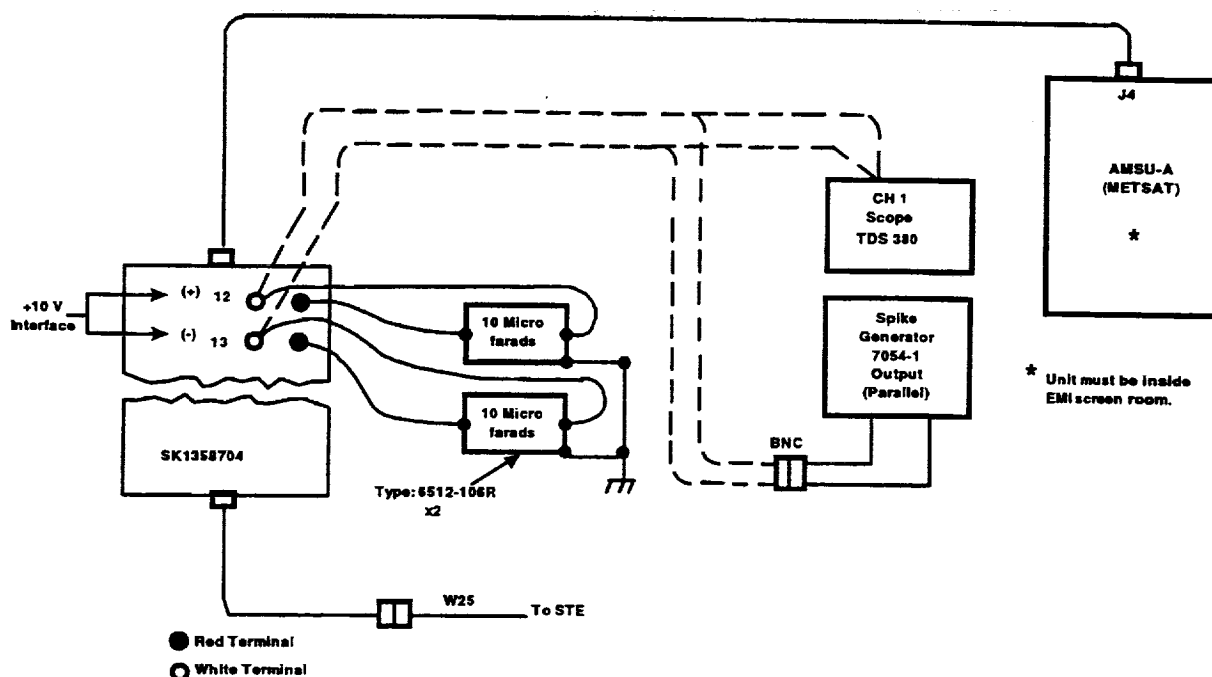 J4
AMSU-A
(METSAT)
*
CH 1
Scope
TDS 380
+10 V
Interface
(+) 12
(-) 13
10 Micro
farads
10 Micro
farads
Spike
Generator
7054-1
Output
(Parallel)
* Unit must be inside
EMI screen room.
BNC
SK1358704
Type: 6512-106R
x2
W25
To STE
Red Terminal
White Terminal